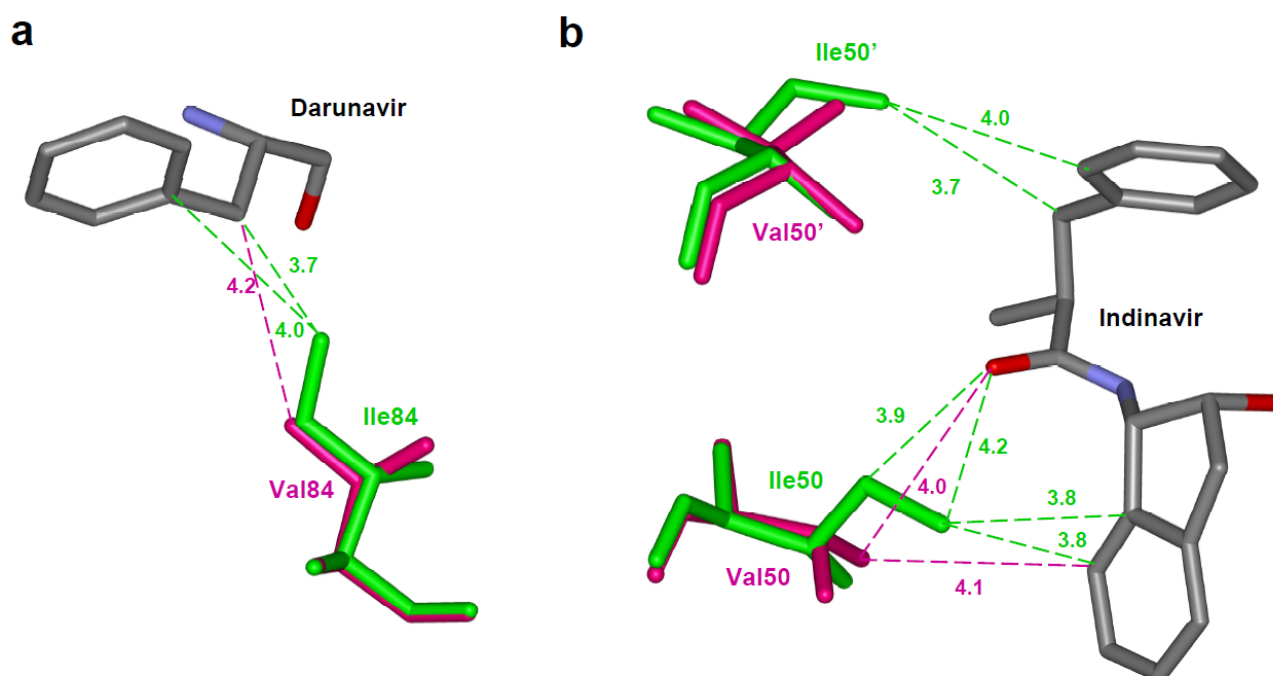 a
Darunavir
3.7
4.2
4.0
Ile84
Val84
b
Ile50’
4.0
3.7
Val50’
Indinavir
3.9
4.2
Ile50
4.0
3.8
3.8
Val50
4.1